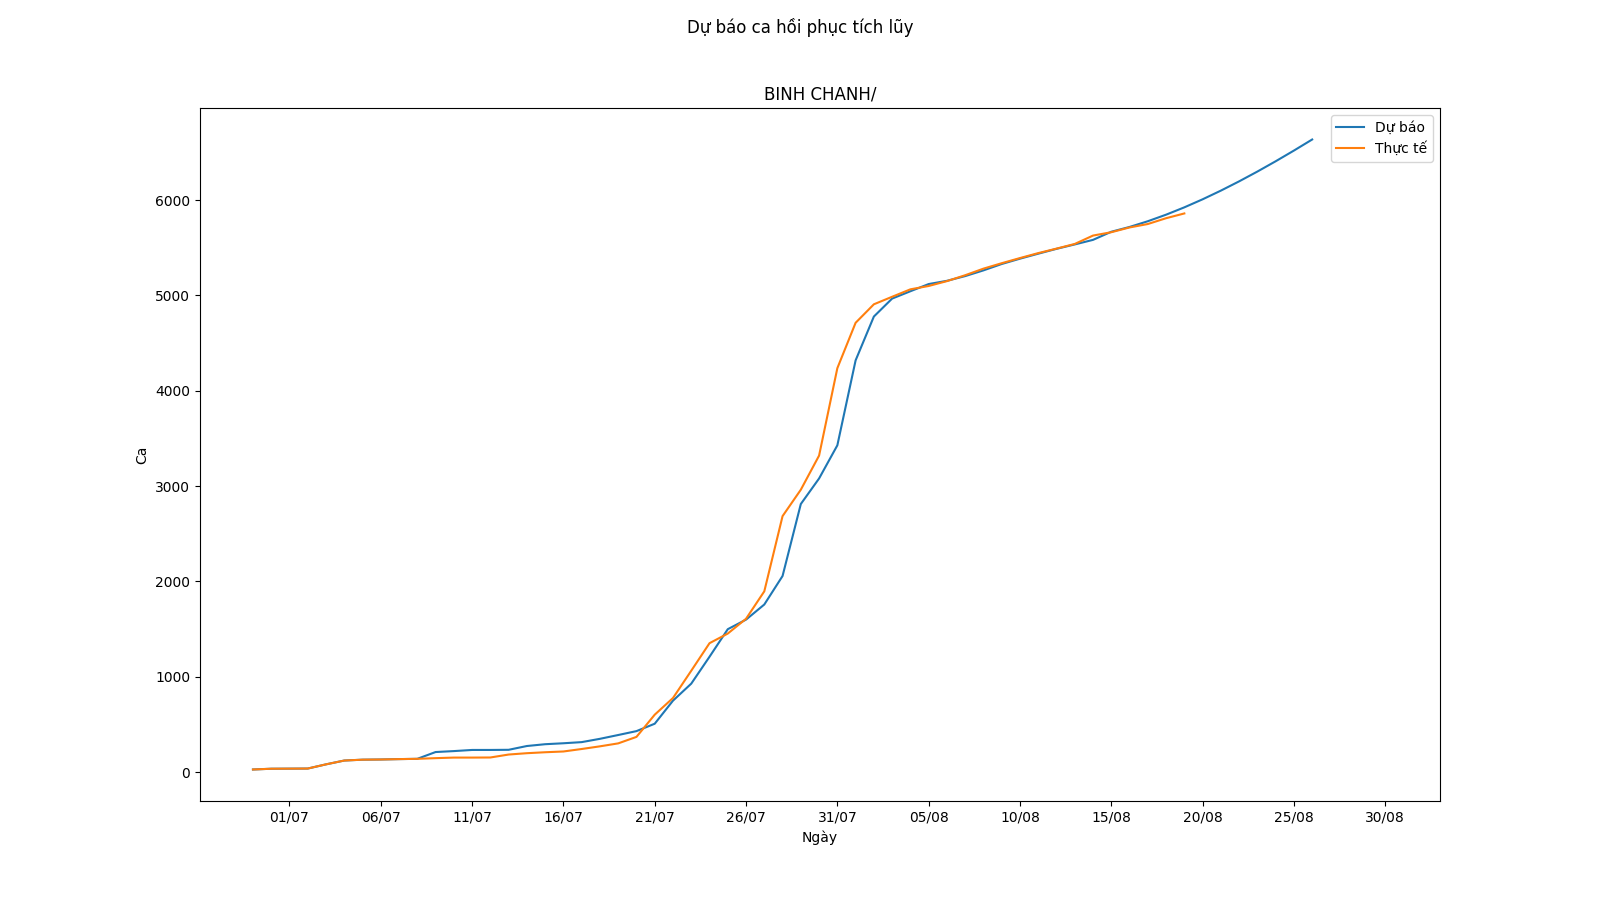 Dự báo ca hồi phục tích lũy
BINH CHANH/
Dự báo
Thực tế
6000
5000
4000
3000
2000
1000
0
Ca
01/07 06/07 11/07 16/07 21/07 26/07 31/07 05/08 10/08 15/08 20/08 25/08 30/08
Ngày